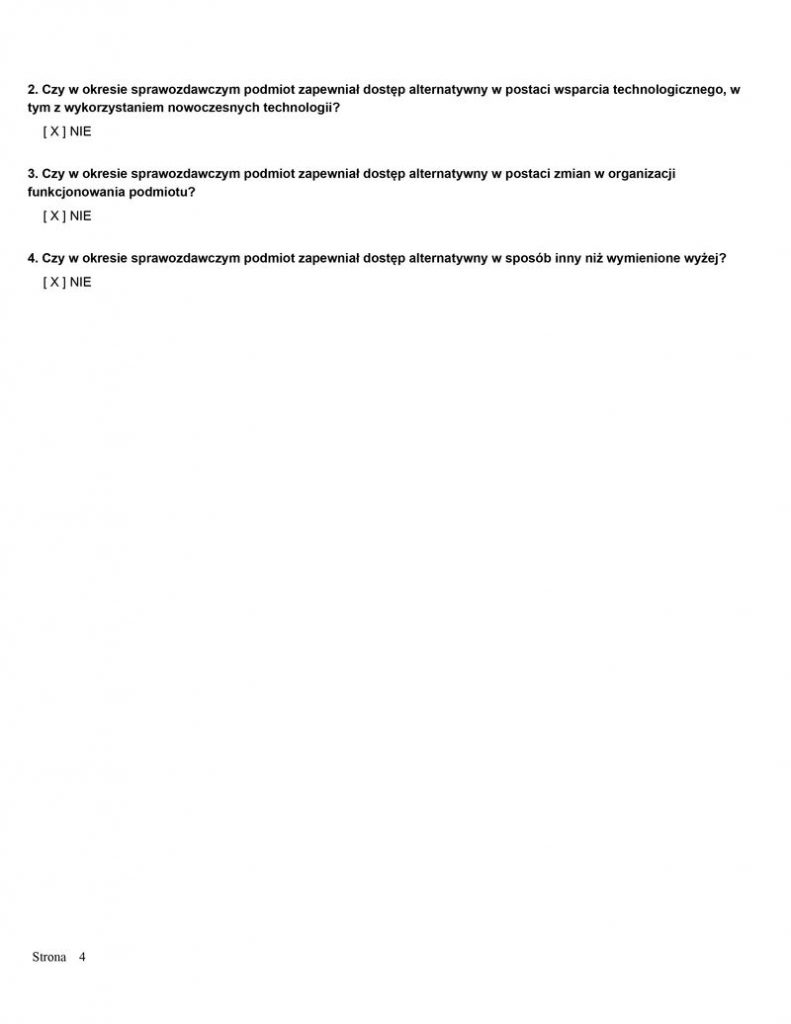 2. Czy w okresie sprawozdawczym podmiot zapewniał dostęp alternatywny w postaci wsparcia technologicznego, w
tym z wykorzystaniem nowoczesnych technologii?
[ X ] NIE
3. Czy w okresie sprawozdawczym podmiot zapewniał dostęp alternatywny w postaci zmian w organizacji
funkcjonowania podmiotu?
[ X ] NIE
4. Czy w okresie sprawozdawczym podmiot zapewniał dostęp alternatywny w sposób inny niż wymienione wyżej?
[ X ] NIE
Strona 4